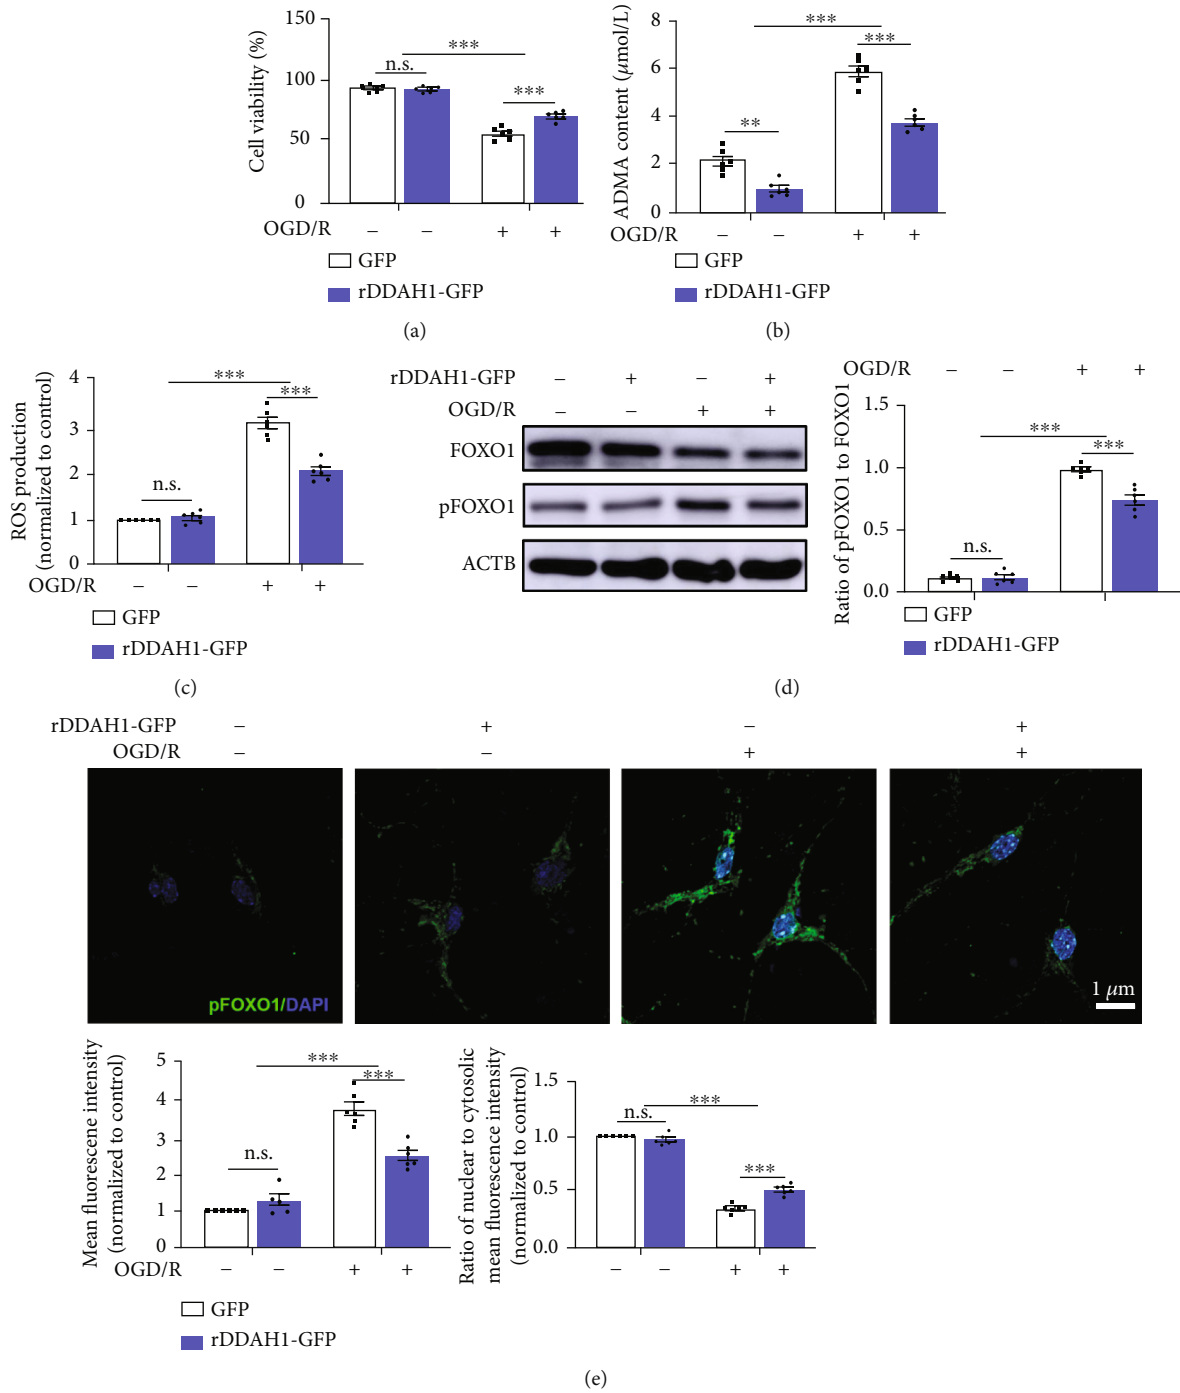 Cell viability (%)
150
100
50
0
***
n.s.
***
OGD/R – – + +
GFP
rDDAH1-GFP
(a)
ADMA content (μmol/L)
8
6
4
2
0
***
***
**
OGD/R – – + +
GFP
rDDAH1-GFP
(b)
ROS production
(normalized to control)
4
3
2
1
0
***
***
n.s.
OGD/R – – + +
GFP
rDDAH1-GFP
(c)
rDDAH1-GFP – + – +
OGD/R – – + +
FOXO1
pFOXO1
ACTB
OGD/R – – + +
Ratio of pFOXO1 to FOXO1
1.5
1.0
0.5
0.0
***
***
n.s.
GFP
rDDAH1-GFP
(d)
rDDAH1-GFP – + – +
OGD/R – – + +
pFOXO1/DAPI
1 μm
Mean fluorescene intensity
(normalized to control)
5
4
3
2
1
0
***
***
n.s.
OGD/R – – + +
GFP
rDDAH1-GFP
Ratio of nuclear to cytosolic
mean fluorescence intensity
(normalized to control)
1.5
1.0
0.5
0.0
***
n.s.
***
– – + +
(e)